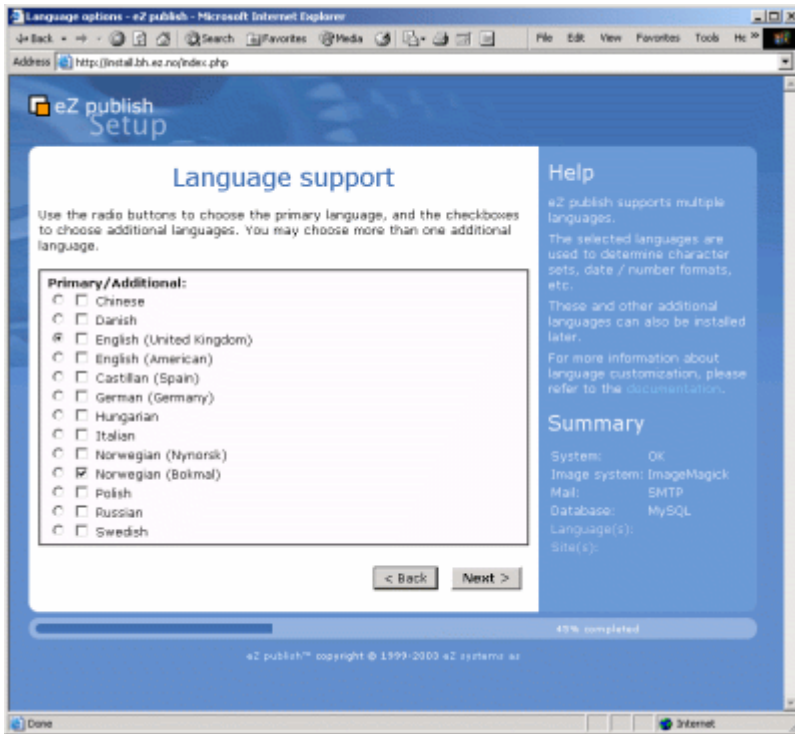 Language options - eZ publish - Microsoft Internet Explorer
Back Search Favorites Media File Edit View Favorites Tools He »
Address http://install.bh.ez.no/index.php
eZ publish
Setup
Language support
Use the radio buttons to choose the primary language, and the checkboxes
to choose additional languages. You may choose more than one additional
language.
Primary/Additional:
Chinese
Danish
English (United Kingdom)
English (American)
Castilian (Spain)
German (Germany)
Hungarian
Italian
Norwegian (Nynorsk)
Norwegian (Bokmal)
Polish
Russian
Swedish
< Back Next >
Help
eZ publish supports multiple
languages.
The selected languages are
used to determine character
sets, date / number formats,
etc.
These and other additional
languages can also be installed
later.
For more information about
language customization, please
refer to the documentation.
Summary
System: OK
Image system: ImageMagick
Mail: SMTP
Database: MySQL
Language(s):
Site(s):
% completed
eZ publish™ copyright © 1999-2003 eZ systems as
Done Internet